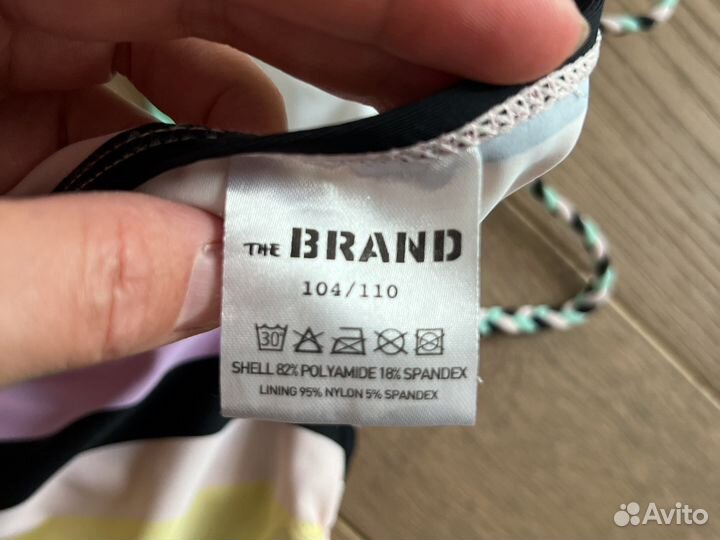 THE BRAND
104/110
30°
SHELL 82% POLYAMIDE 18% SPANDEX
LINING 95% NYLON 5% SPANDEX
Avito